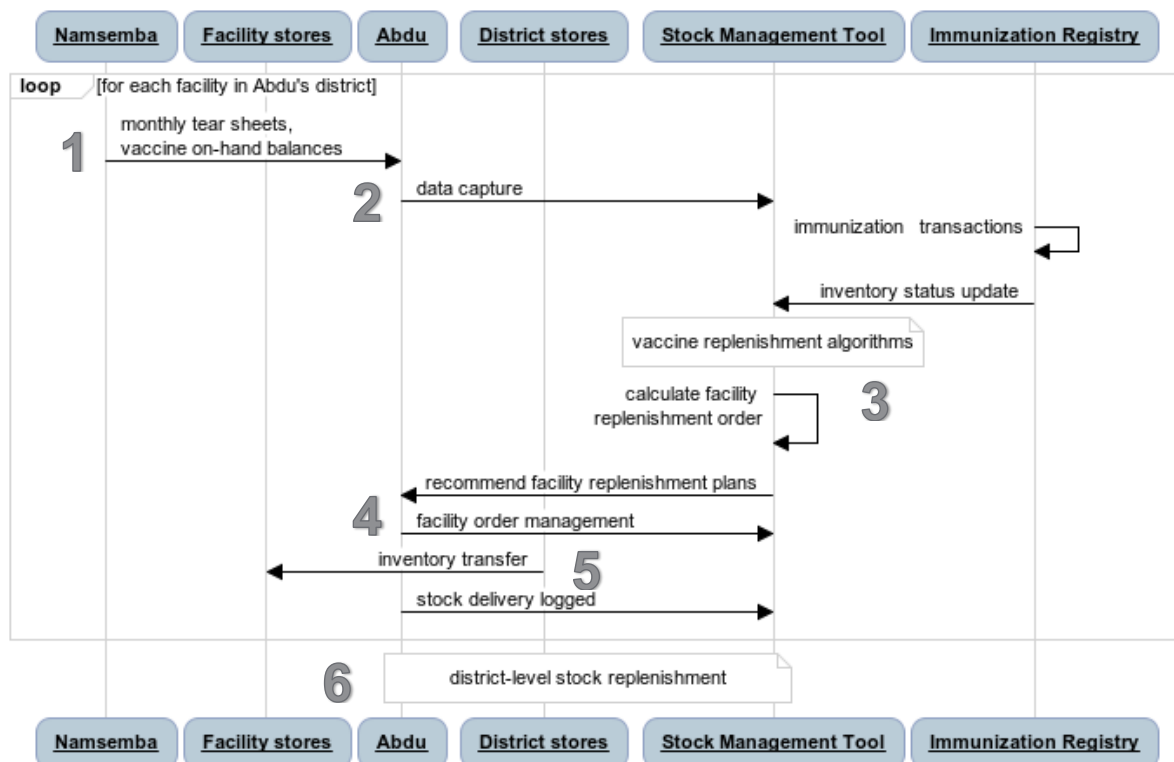 Namsemba Facility stores Abdu District stores Stock Management Tool Immunization Registry
loop [for each facility in Abdu's district]
monthly tear sheets,
1 vaccine on-hand balances
2 data capture
immunization transactions
inventory status update
vaccine replenishment algorithms
calculate facility
replenishment order
3
recommend facility replenishment plans
4 facility order management
inventory transfer 5
stock delivery logged
6 district-level stock replenishment
Namsemba Facility stores Abdu District stores Stock Management Tool Immunization Registry